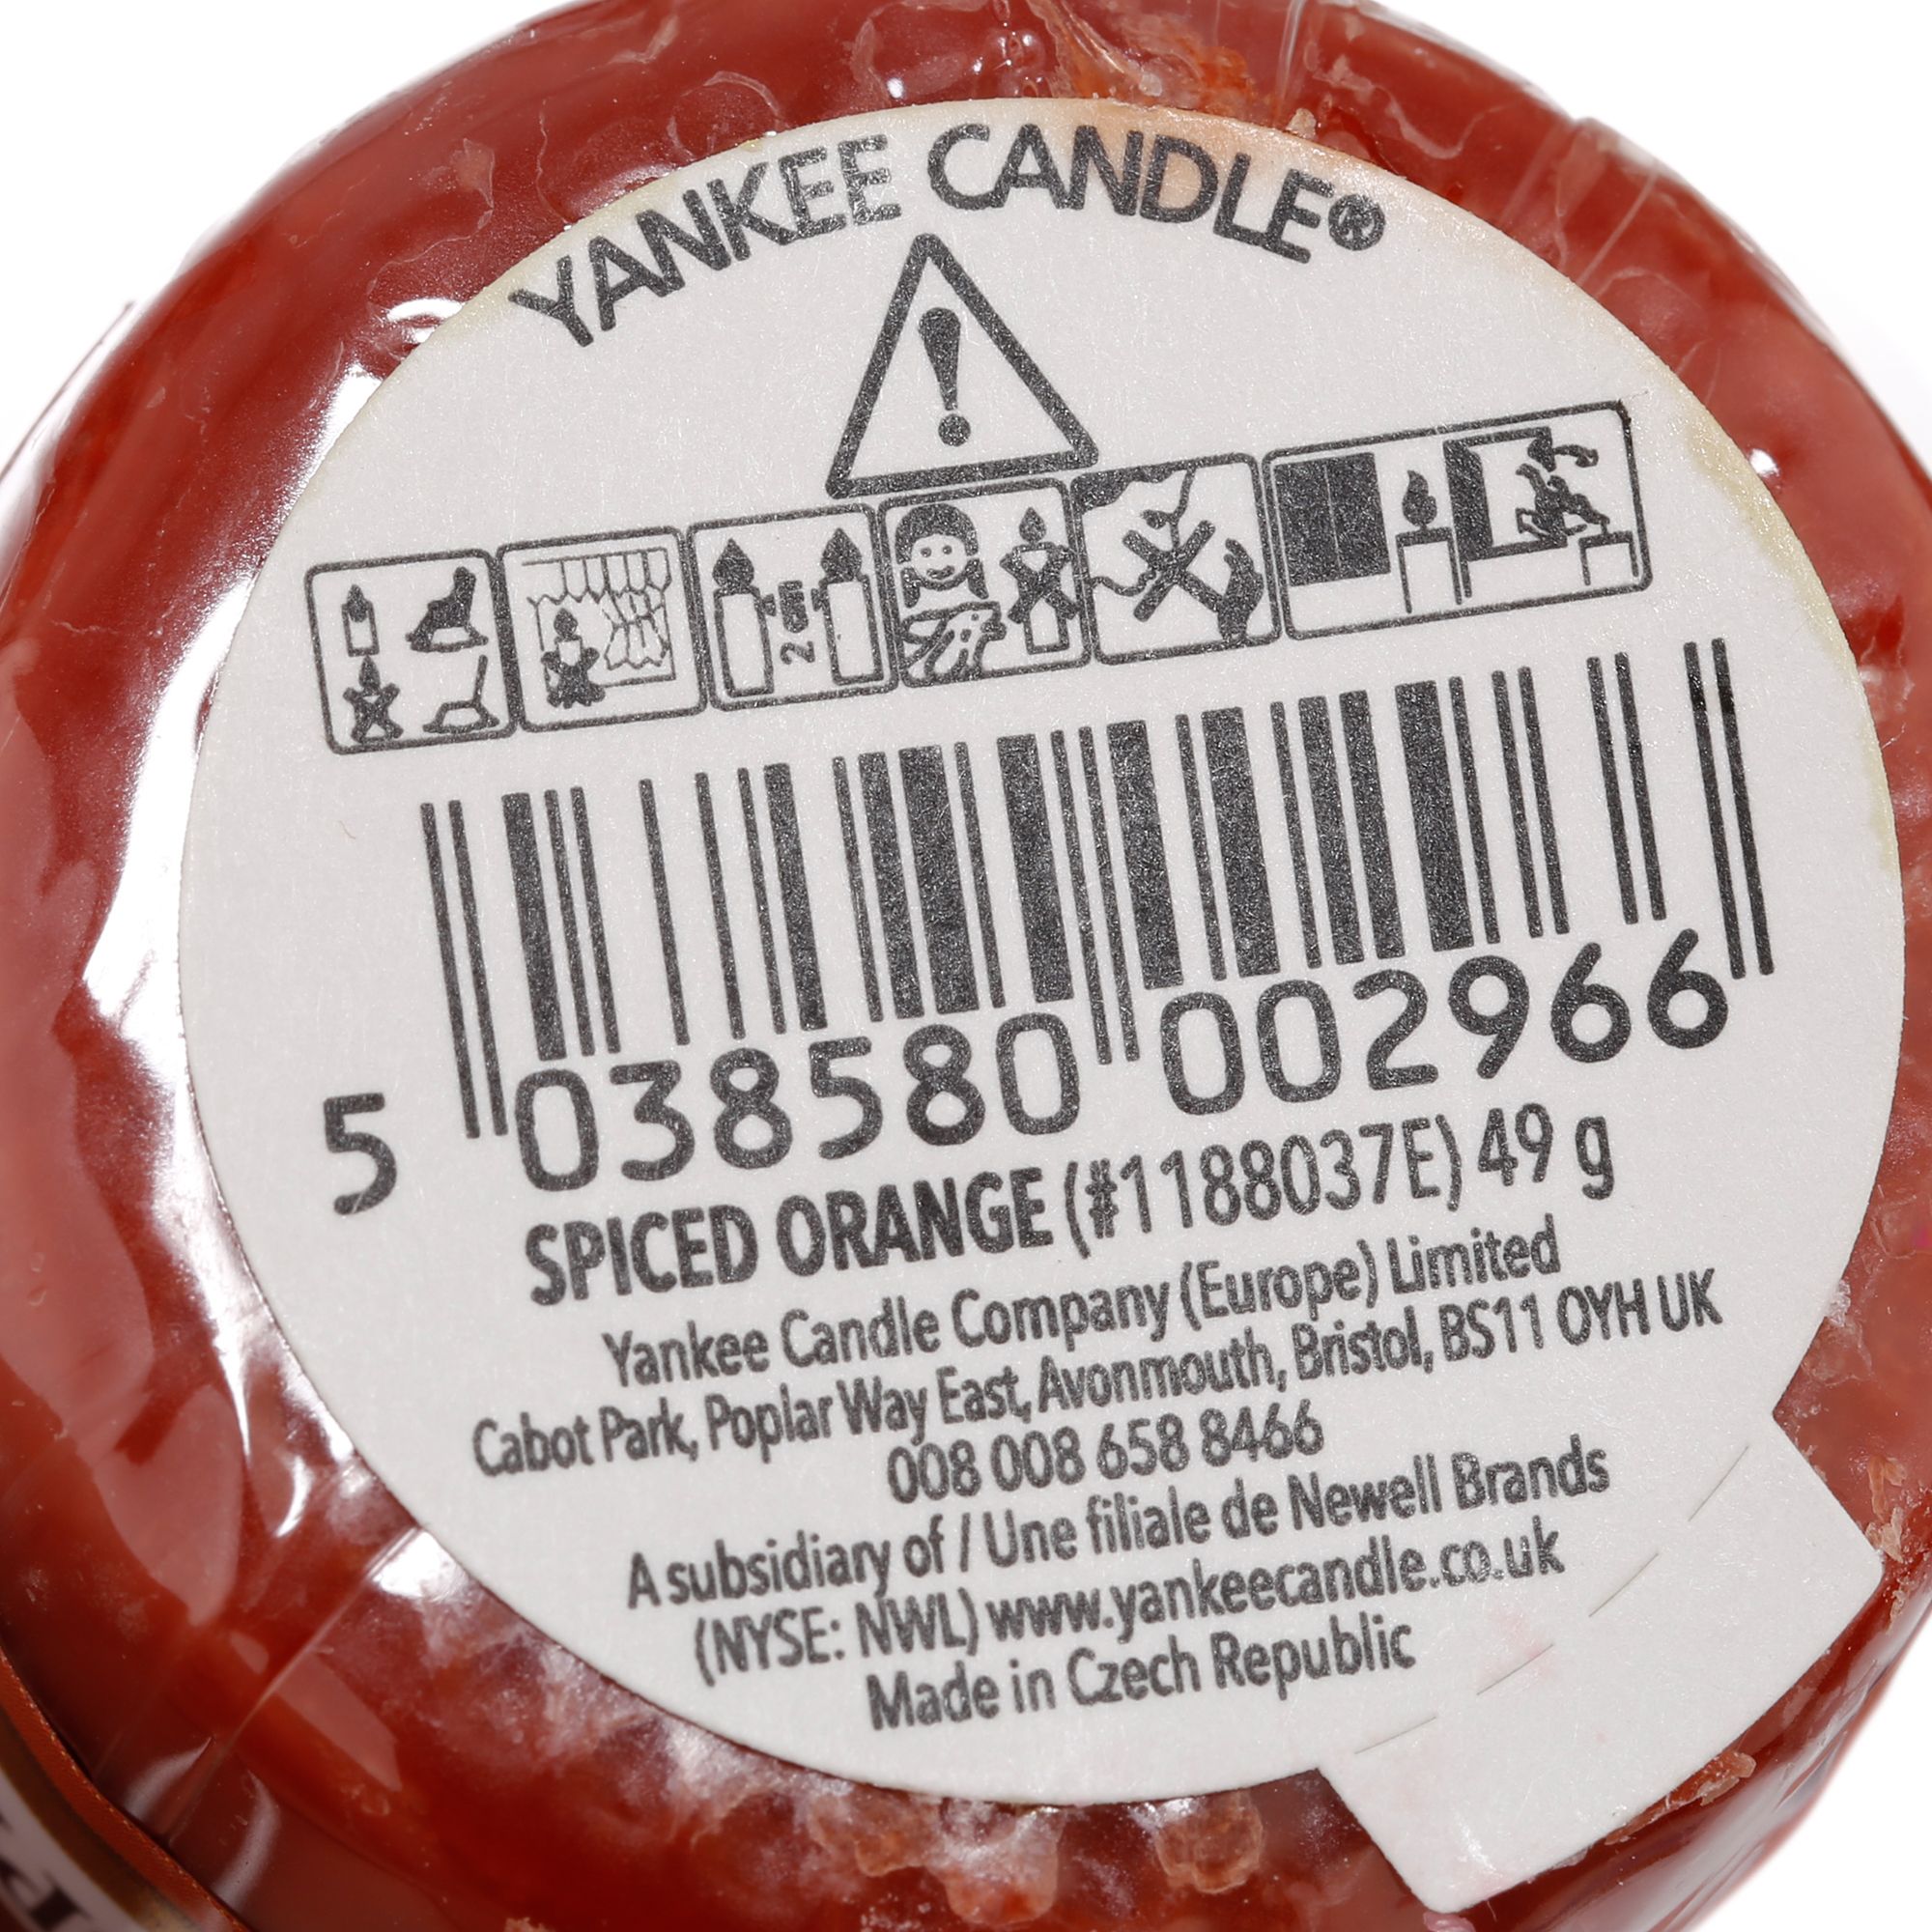 YANKEE CANDLE®
5 038580 002966
SPICED ORANGE (#1188037E) 49 g
Yankee Candle Company (Europe) Limited
Cabot Park, Poplar Way East, Avonmouth, Bristol, BS11 0YH UK
008 008 658 8466
A subsidiary of / Une filiale de Newell Brands
(NYSE: NWL) www.yankeecandle.co.uk
Made in Czech Republic